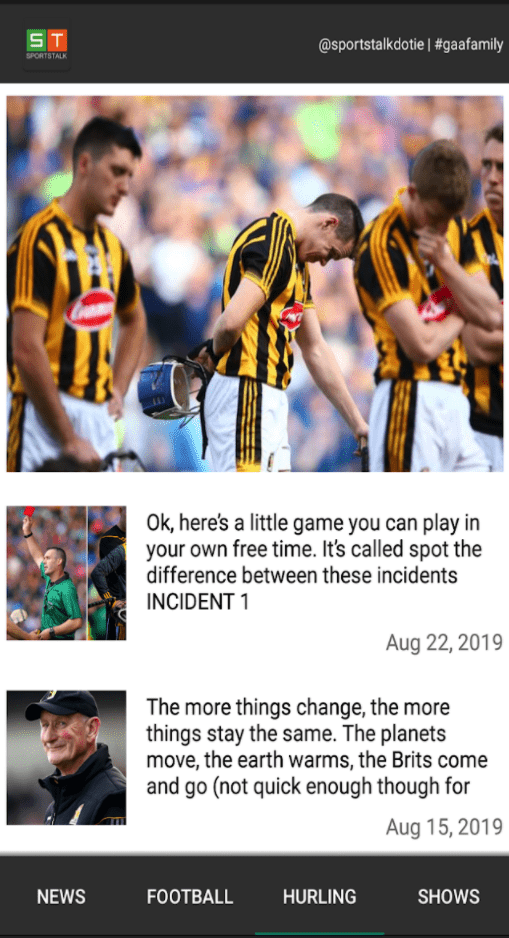 ST
SPORTSTALK
@sportstalkdotie | #gaafamily
Ok, here's a little game you can play in
your own free time. It's called spot the
difference between these incidents
INCIDENT 1
Aug 22, 2019
The more things change, the more
things stay the same. The planets
move, the earth warms, the Brits come
and go (not quick enough though for
Aug 15, 2019
NEWS
FOOTBALL
HURLING
SHOWS